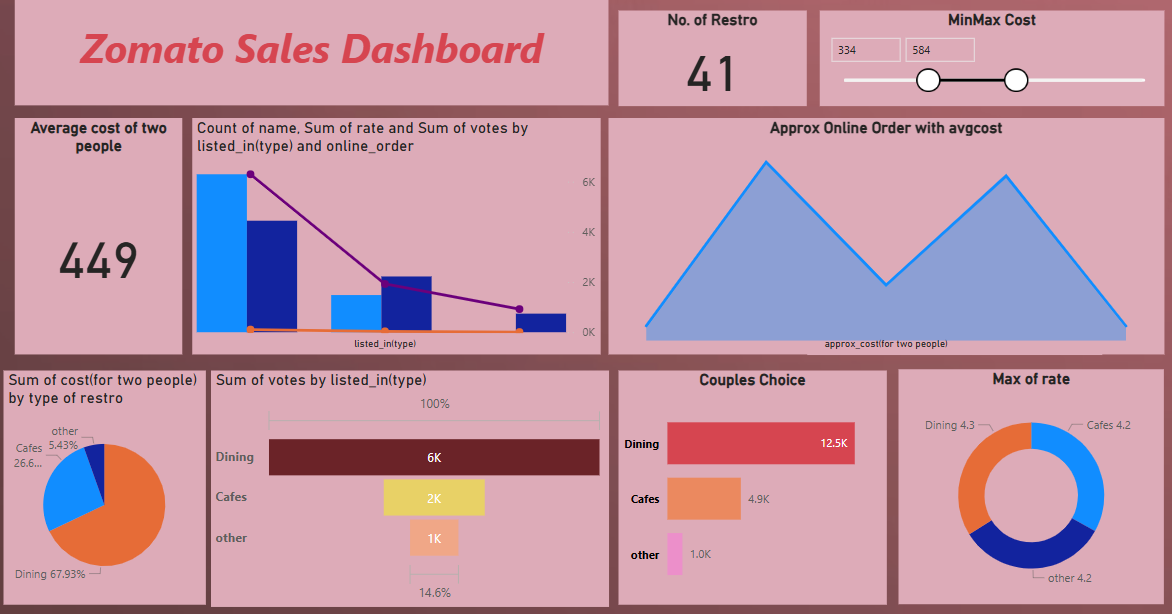 Zomato Sales Dashboard
No. of Restro
41
MinMax Cost
334
584
Average cost of two
people
449
Count of name, Sum of rate and Sum of votes by
listed_in(type) and online_order
6K
4K
2K
0K
listed_in(type)
Approx Online Order with avgcost
approx_cost(for two people)
Sum of cost(for two people)
by type of restro
other
5.43%
Cafes
26.6...
Dining 67.93%
Sum of votes by listed_in(type)
100%
Dining
6K
Cafes
2K
other
1K
14.6%
Couples Choice
Dining
12.5K
Cafes
4.9K
other
1.0K
Max of rate
Dining 4.3
Cafes 4.2
other 4.2